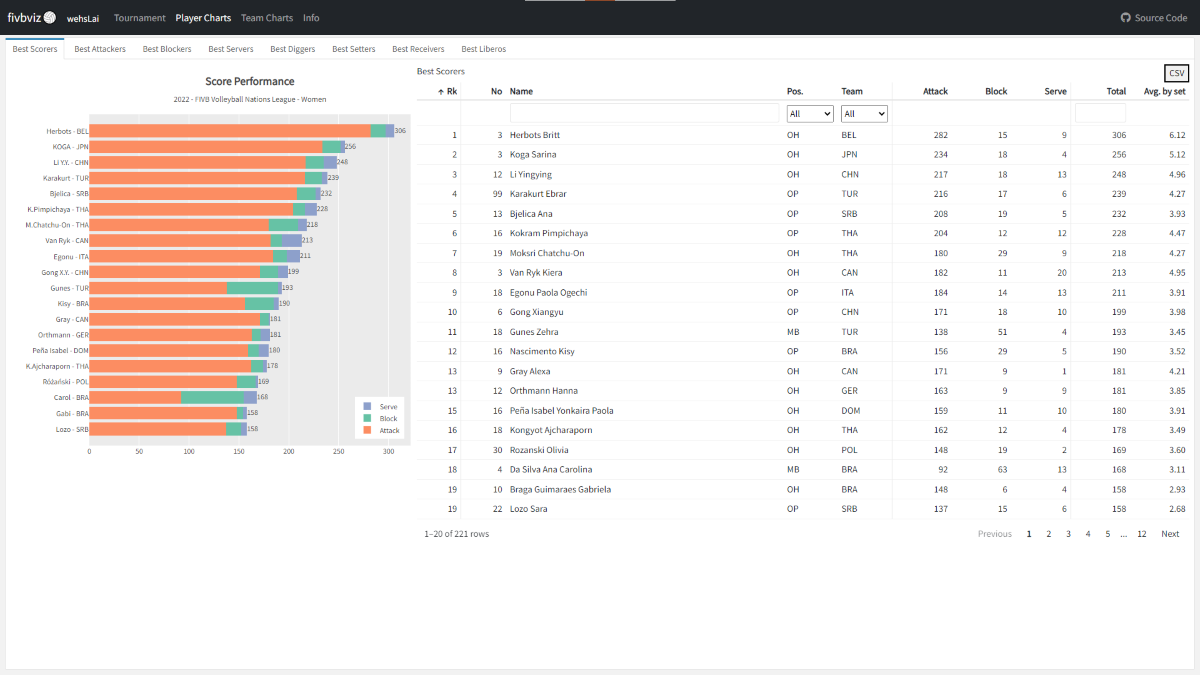 fivbviz wehsLai Tournament Player Charts Team Charts Info Source Code
Best Scorers Best Attackers Best Blockers Best Servers Best Diggers Best Setters Best Receivers Best Liberos
Score Performance
2022 - FIVB Volleyball Nations League - Women
Herbots - BEL 306
KOGA - JPN 256
Li Y.Y. - CHN 248
Karakurt - TUR 239
Bjelica - SRB 232
K.Pimpichaya - THA 228
M.Chatchu-On - THA 218
Van Ryk - CAN 213
Egonu - ITA 211
Gong X.Y. - CHN 199
Gunes - TUR 193
Kisy - BRA 190
Gray - CAN 181
Orthmann - GER 181
Peña Isabel - DOM 180
K.Ajcharaporn - THA 178
Różański - POL 169
Carol - BRA 168
Gabi - BRA 158
Lozo - SRB 158
Serve
Block
Attack
0 50 100 150 200 250 300
Best Scorers
CSV
↑ Rk No Name Pos. Team Attack Block Serve Total Avg. by set
All All
1 3 Herbots Britt OH BEL 282 15 9 306 6.12
2 3 Koga Sarina OH JPN 234 18 4 256 5.12
3 12 Li Yingying OH CHN 217 18 13 248 4.96
4 99 Karakurt Ebrar OP TUR 216 17 6 239 4.27
5 13 Bjelica Ana OP SRB 208 19 5 232 3.93
6 16 Kokram Pimpichaya OP THA 204 12 12 228 4.47
7 19 Moksri Chatchu-On OH THA 180 29 9 218 4.27
8 3 Van Ryk Kiera OH CAN 182 11 20 213 4.95
9 18 Egonu Paola Ogechi OP ITA 184 14 13 211 3.91
10 6 Gong Xiangyu OP CHN 171 18 10 199 3.98
11 18 Gunes Zehra MB TUR 138 51 4 193 3.45
12 16 Nascimento Kisy OP BRA 156 29 5 190 3.52
13 9 Gray Alexa OH CAN 171 9 1 181 4.21
13 12 Orthmann Hanna OH GER 163 9 9 181 3.85
15 16 Peña Isabel Yonkaira Paola OH DOM 159 11 10 180 3.91
16 18 Kongyot Ajcharaporn OH THA 162 12 4 178 3.49
17 30 Rozanski Olivia OH POL 148 19 2 169 3.60
18 4 Da Silva Ana Carolina MB BRA 92 63 13 168 3.11
19 10 Braga Guimaraes Gabriela OH BRA 148 6 4 158 2.93
19 22 Lozo Sara OP SRB 137 15 6 158 2.68
1–20 of 221 rows Previous 1 2 3 4 5 ... 12 Next